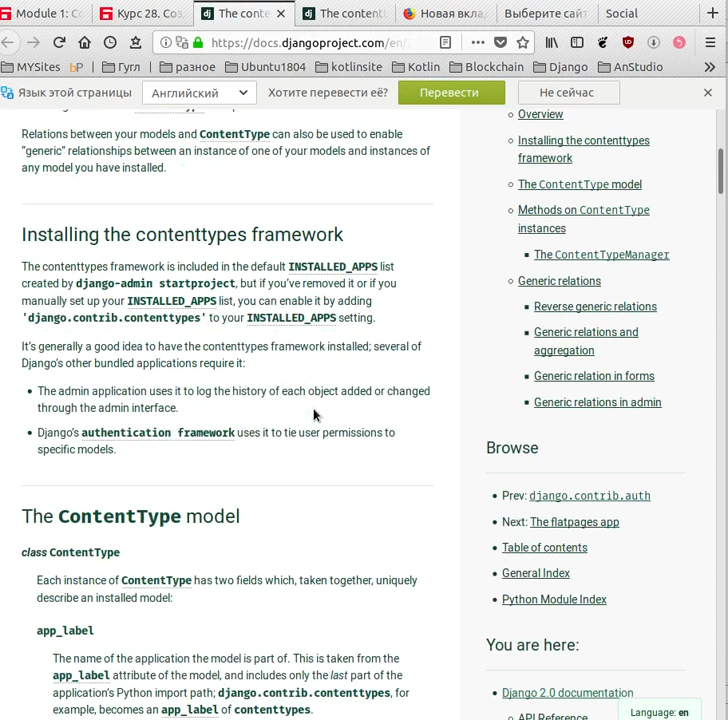 Module 1: Co
Курс 28. Соз
The conte
The content
Новая вкла
Выберите сайт
Social
https://docs.djangoproject.com/en/
MYSites
bP
Гугл
разное
Ubuntu1804
kotlinsite
Kotlin
Blockchain
Django
AnStudio
Язык этой страницы
Английский
Хотите перевести её?
Перевести
Не сейчас
Relations between your models and ContentType can also be used to enable
“generic” relationships between an instance of one of your models and instances of
any model you have installed.
Installing the contenttypes framework
The contenttypes framework is included in the default INSTALLED_APPS list
created by django-admin startproject, but if you’ve removed it or if you
manually set up your INSTALLED_APPS list, you can enable it by adding
'django.contrib.contenttypes' to your INSTALLED_APPS setting.
It’s generally a good idea to have the contenttypes framework installed; several of
Django’s other bundled applications require it:
• The admin application uses it to log the history of each object added or changed
through the admin interface.
• Django’s authentication framework uses it to tie user permissions to
specific models.
The ContentType model
class ContentType
Each instance of ContentType has two fields which, taken together, uniquely
describe an installed model:
app_label
The name of the application the model is part of. This is taken from the
app_label attribute of the model, and includes only the last part of the
application’s Python import path; django.contrib.contenttypes, for
example, becomes an app_label of contenttypes.
Overview
Installing the contenttypes
framework
The ContentType model
Methods on ContentType
instances
The ContentTypeManager
Generic relations
Reverse generic relations
Generic relations and
aggregation
Generic relation in forms
Generic relations in admin
Browse
• Prev: django.contrib.auth
• Next: The flatpages app
• Table of contents
• General Index
• Python Module Index
You are here:
• Django 2.0 documentation
API Reference
Language: en